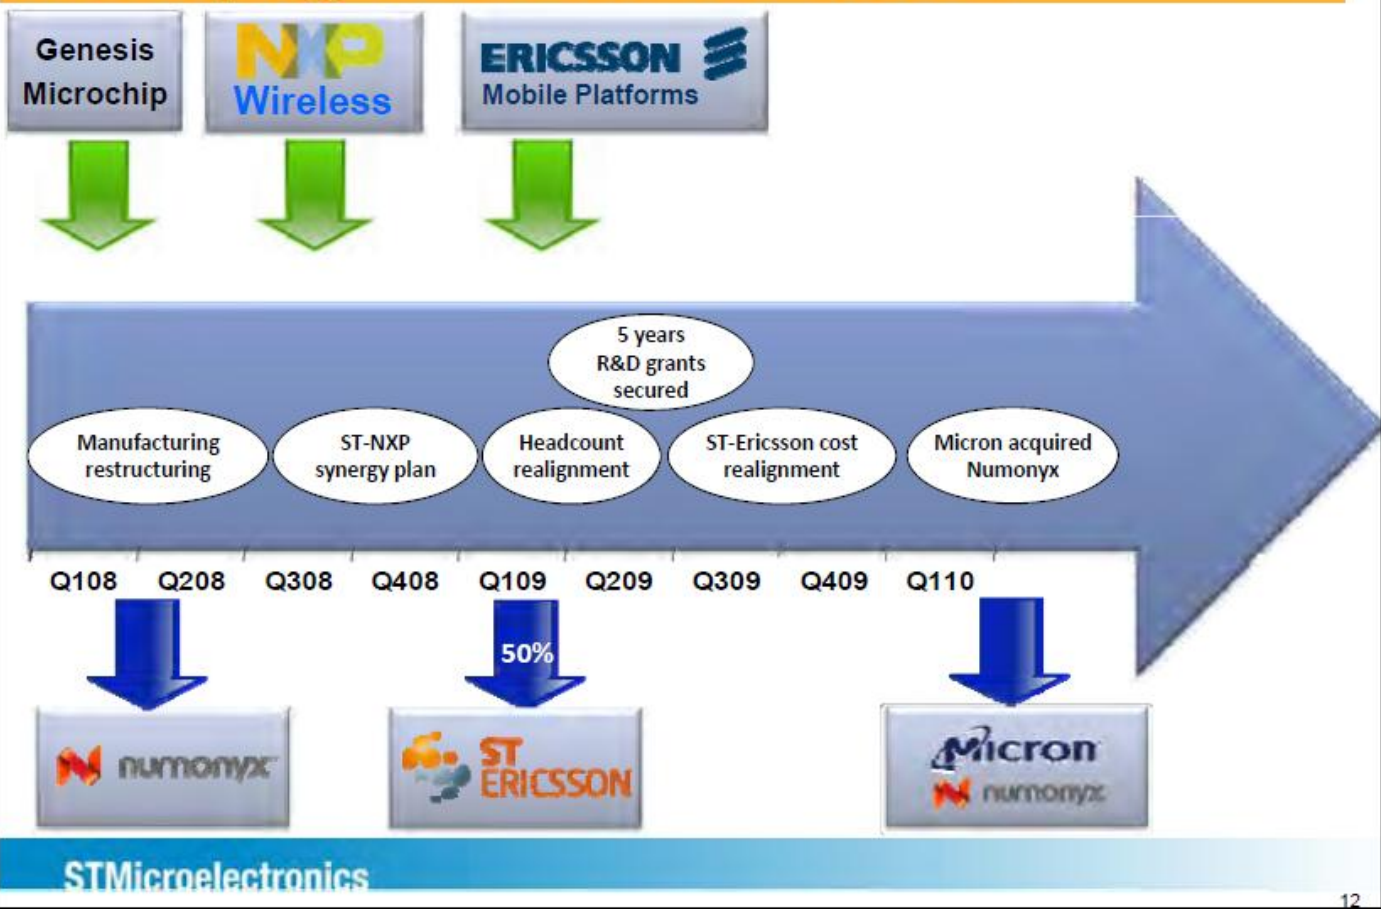 Genesis
Microchip
NXP
Wireless
ERICSSON
Mobile Platforms
5 years
R&D grants
secured
Manufacturing
restructuring
ST-NXP
synergy plan
Headcount
realignment
ST-Ericsson cost
realignment
Micron acquired
Numonyx
Q108 Q208 Q308 Q408 Q109 Q209 Q309 Q409 Q110
50%
numonyx
ST
ERICSSON
Micron
numonyx
STMicroelectronics
12